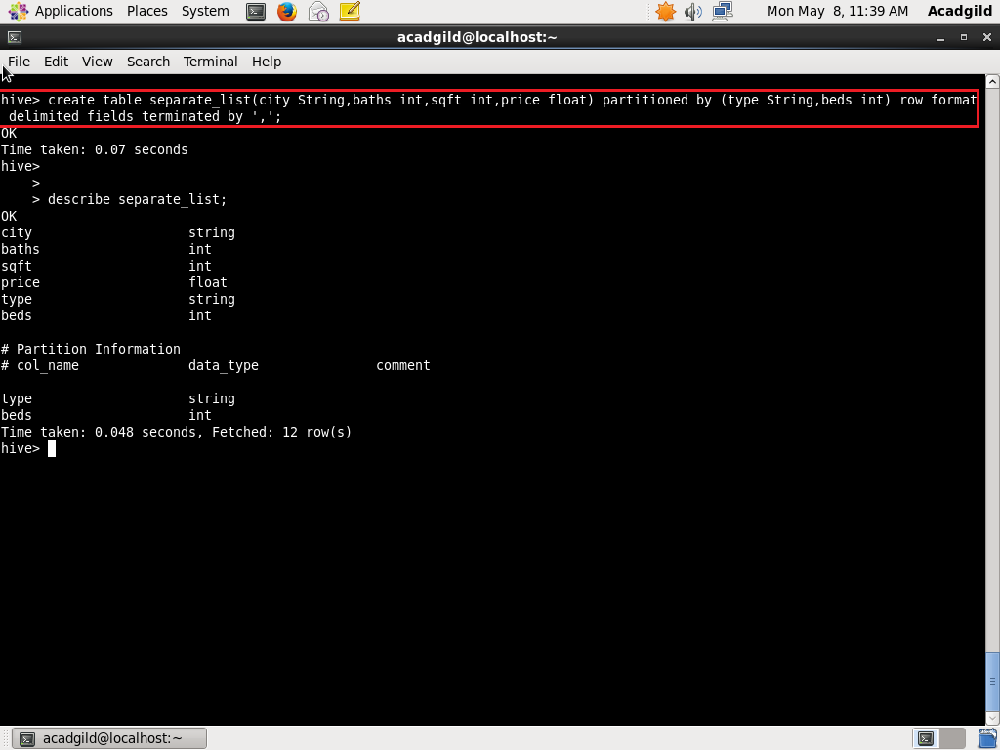 Applications Places System Mon May 8, 11:39 AM Acadgild
acadgild@localhost:~
File Edit View Search Terminal Help
hive> create table separate_list(city String,baths int,sqft int,price float) partitioned by (type String,beds int) row format
 delimited fields terminated by ',';
OK
Time taken: 0.07 seconds
hive>
    >
    > describe separate_list;
OK
city                    string
baths                   int
sqft                    int
price                   float
type                    string
beds                    int
# Partition Information
# col_name              data_type               comment
type                    string
beds                    int
Time taken: 0.048 seconds, Fetched: 12 row(s)
hive>
acadgild@localhost:~